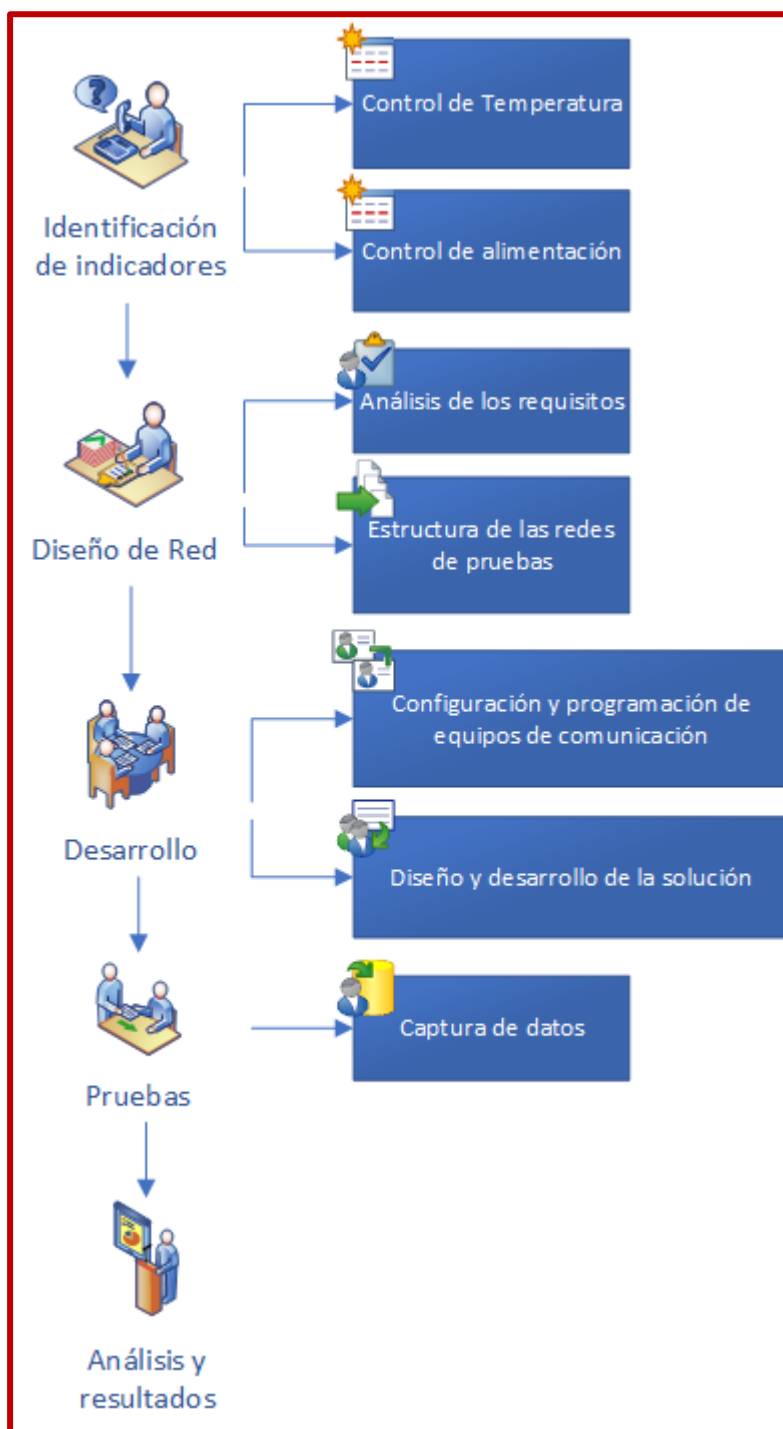 Control de Temperatura
Identificación
de indicadores
Control de alimentación
Análisis de los requisitos
Diseño de Red
Estructura de las redes
de pruebas
Configuración y programación de
equipos de comunicación
Desarrollo
Diseño y desarrollo de la solución
Pruebas
Captura de datos
Análisis y
resultados